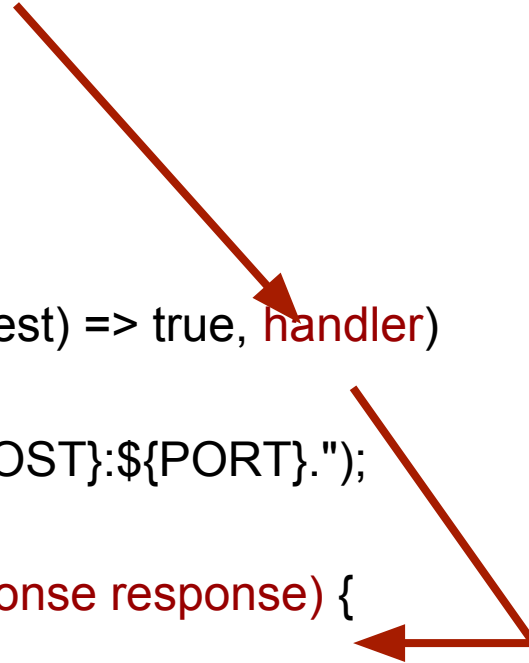 est) => true, handler)
OST}:${PORT}.");
onse response) {